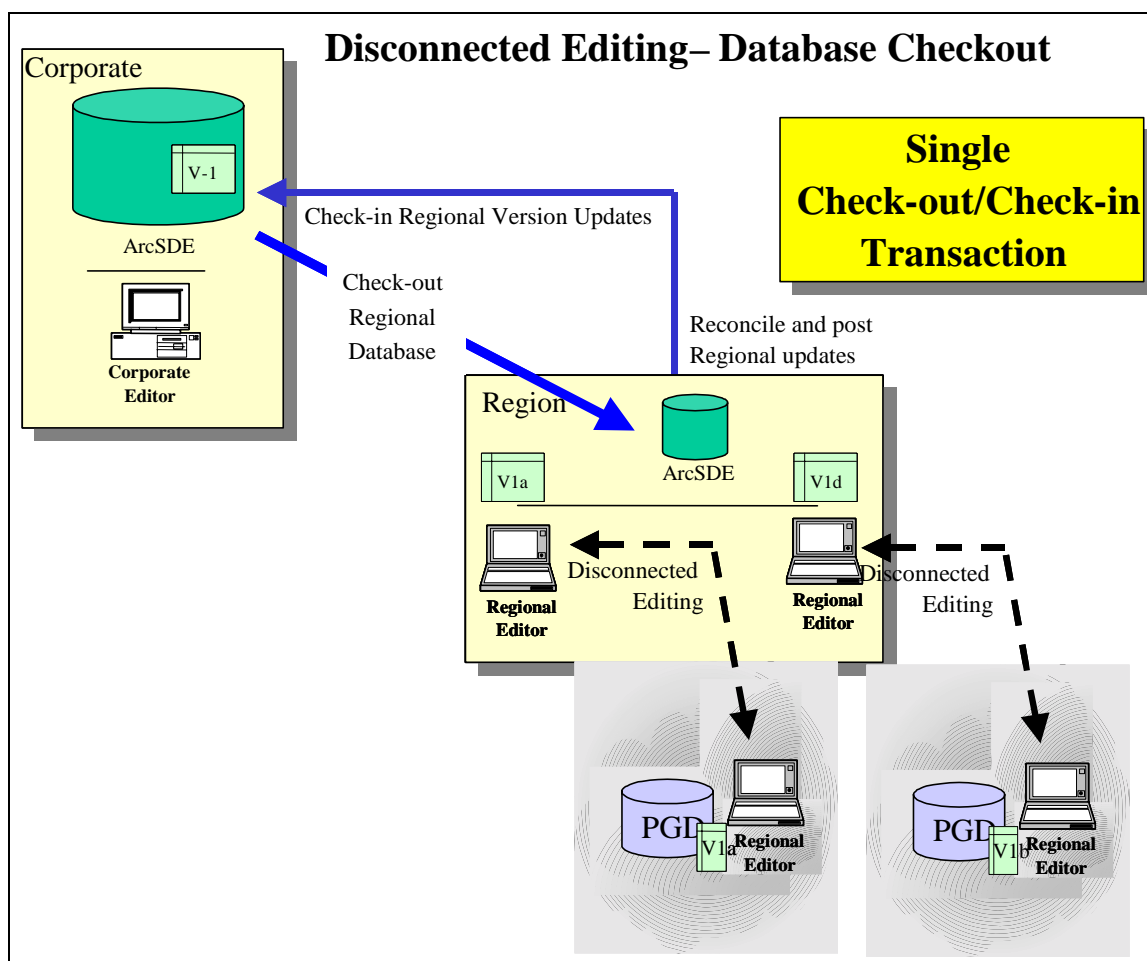 Disconnected Editing– Database Checkout
Corporate
V-1
ArcSDE
Corporate
Editor
Single
Check-out/Check-in
Transaction
Check-in Regional Version Updates
Check-out
Regional
Database
Reconcile and post
Regional updates
Region
ArcSDE
V1a
V1d
Disconnected
Editing
Regional
Editor
Regional
Editor
Disconnected
Editing
PGD
V1a
Regional
Editor
PGD
V1b
Regional
Editor